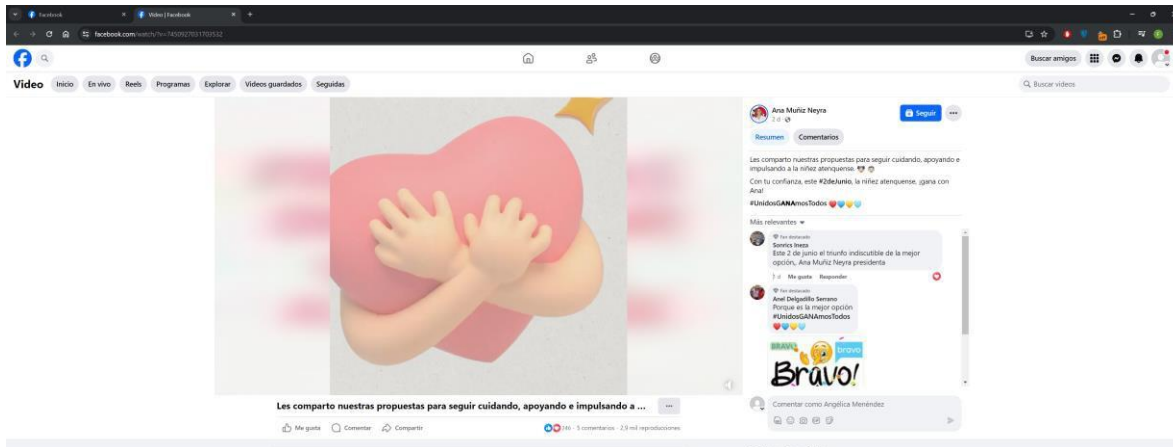 Facebook
Video | Facebook
facebook.com/watch/?v=7450927031703532
Buscar amigos
Video
Inicio
En vivo
Reels
Programas
Explorar
Videos guardados
Seguidas
Buscar videos
Ana Muñiz Neyra
2 d
Seguir
Resumen
Comentarios
Les comparto nuestras propuestas para seguir cuidando, apoyando e
impulsando a la niñez atenquense.
Con tu confianza, este #2deJunio, la niñez atenquense, ¡gana con
Ana!
#UnidosGANAmosTodos
Más relevantes
Fan destacado
Sonrics Ineza
Este 2 de junio el triunfo indiscutible de la mejor
opción,, Ana Muñiz Neyra presidenta
Me gusta Responder
Fan destacado
Anel Delgadillo Serrano
Porque es la mejor opción
#UnidosGANAmosTodos
BRAVO
bravo
Bravo!
Les comparto nuestras propuestas para seguir cuidando, apoyando e impulsando a ...
Me gusta
Comentar
Compartir
5 comentarios · 2,9 mil reproducciones
Comentar como Angélica Menéndez